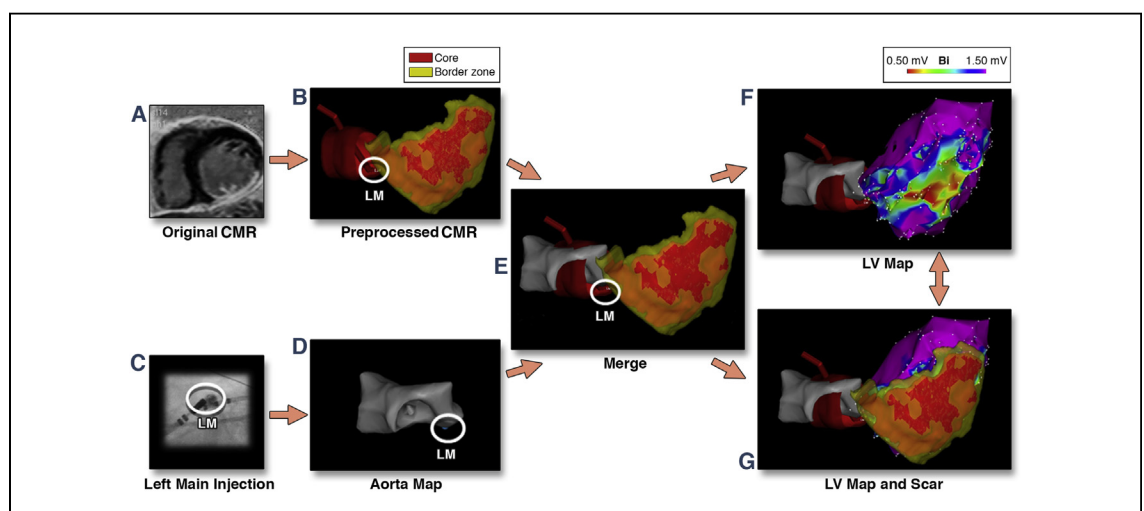 Core
Border zone
0.50 mV Bi 1.50 mV
A
114
Original CMR
B
LM
Preprocessed CMR
C
LM
Left Main Injection
D
LM
Aorta Map
E
LM
Merge
F
LV Map
G
LV Map and Scar